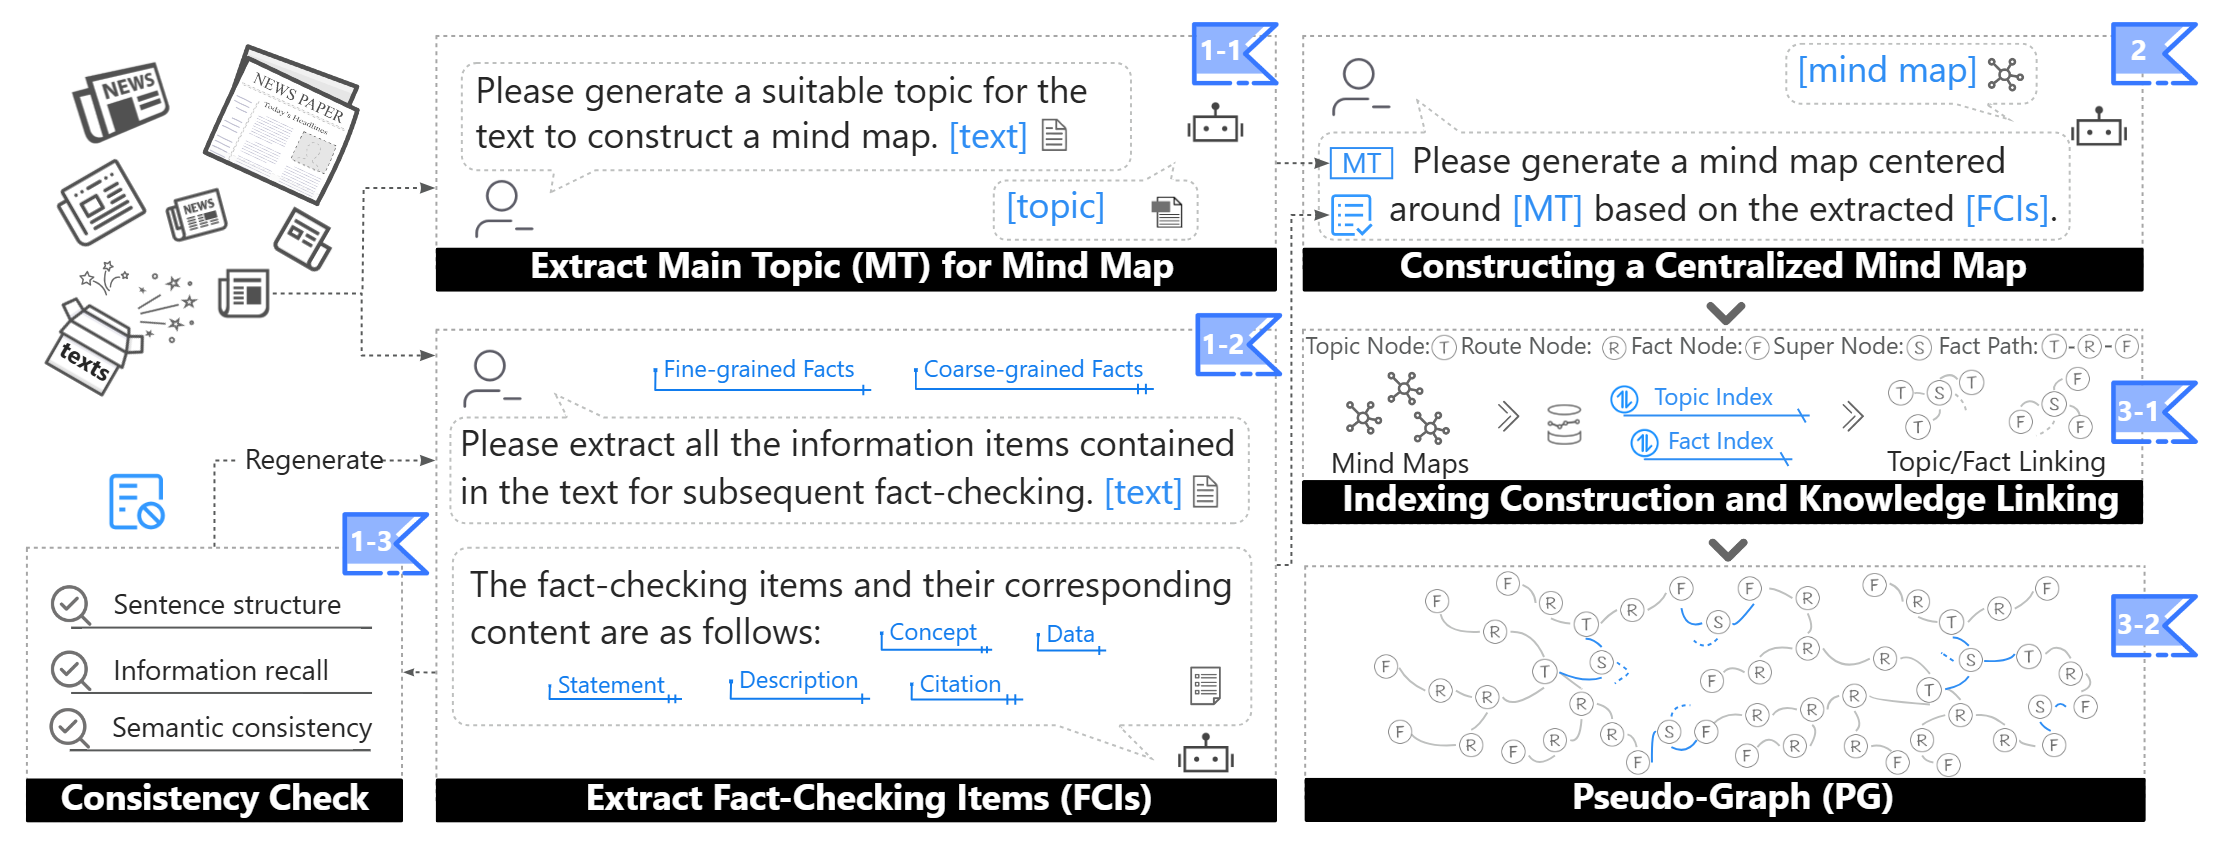 NEWS
NEWS PAPER
Today's Headlines
NEWS
texts
1-1
Please generate a suitable topic for the
text to construct a mind map. [text]
[topic]
Extract Main Topic (MT) for Mind Map
1-2
Fine-grained Facts
Coarse-grained Facts
Please extract all the information items contained
in the text for subsequent fact-checking. [text]
The fact-checking items and their corresponding
content are as follows:
Concept
Data
Statement
Description
Citation
Extract Fact-Checking Items (FCIs)
Regenerate
1-3
Sentence structure
Information recall
Semantic consistency
Consistency Check
2
[mind map]
MT
Please generate a mind map centered
around [MT] based on the extracted [FCIs].
Constructing a Centralized Mind Map
Topic Node: T Route Node: R Fact Node: F Super Node: S Fact Path: T-R-F
3-1
Mind Maps
Topic Index
Fact Index
T S T
T
F
S
F F
Topic/Fact Linking
Indexing Construction and Knowledge Linking
3-2
F F R T R F S F R F R T R F
R S R R S T R
F T F R T S F
R R R R R R R
F R F R R F S F F R R R R R F
F F F
Pseudo-Graph (PG)